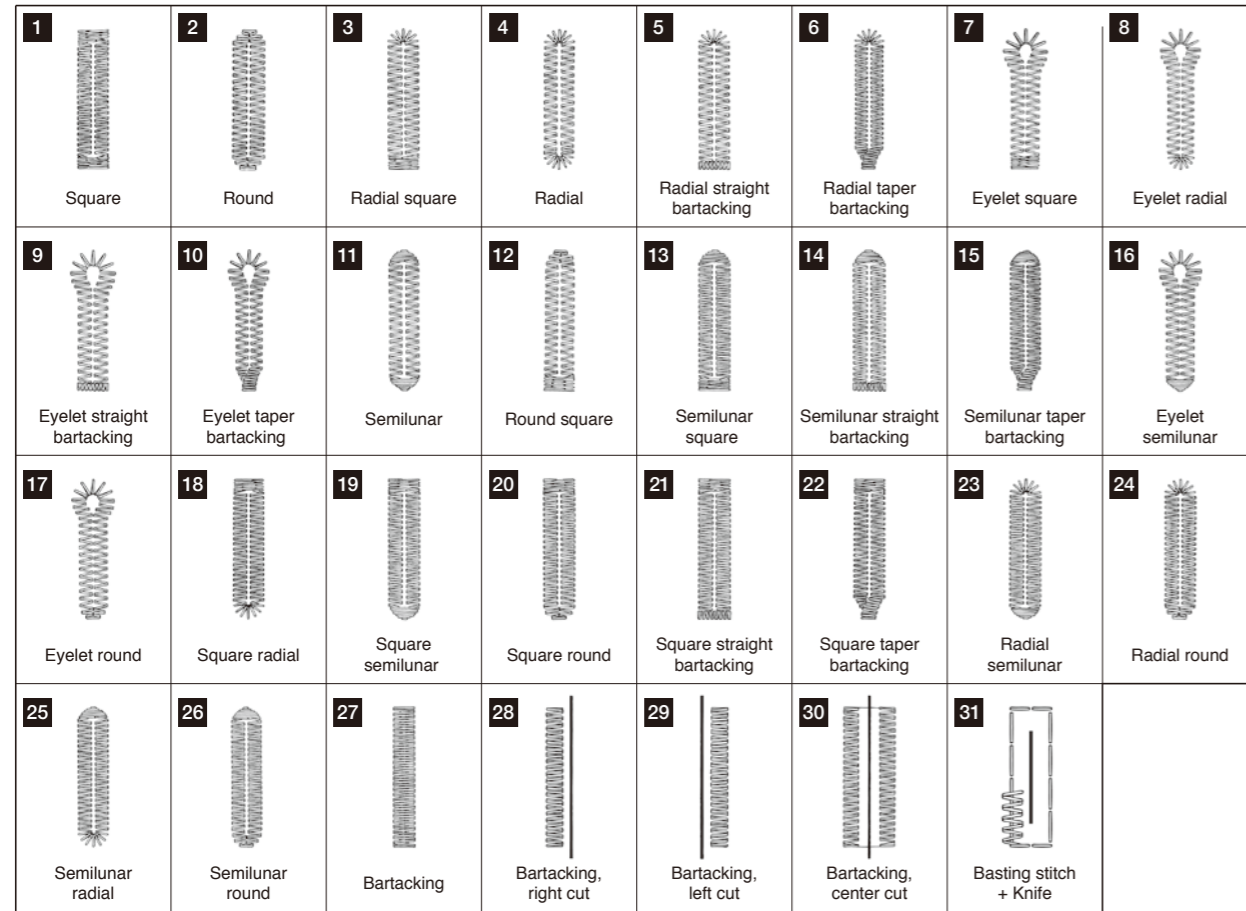 1
Square
2
Round
3
Radial square
4
Radial
5
Radial straight
bartacking
6
Radial taper
bartacking
7
Eyelet square
8
Eyelet radial
9
Eyelet straight
bartacking
10
Eyelet taper
bartacking
11
Semilunar
12
Round square
13
Semilunar
square
14
Semilunar straight
bartacking
15
Semilunar taper
bartacking
16
Eyelet
semilunar
17
Eyelet round
18
Square radial
19
Square
semilunar
20
Square round
21
Square straight
bartacking
22
Square taper
bartacking
23
Radial
semilunar
24
Radial round
25
Semilunar
radial
26
Semilunar
round
27
Bartacking
28
Bartacking,
right cut
29
Bartacking,
left cut
30
Bartacking,
center cut
31
Basting stitch
+ Knife